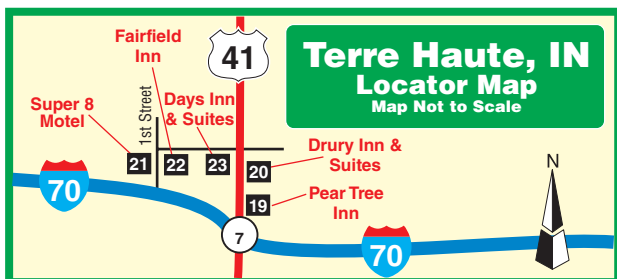 Terre Haute, IN
Locator Map
Map Not to Scale
41
Fairfield
Inn
Super 8
Motel
1st Street
Days Inn
& Suites
21
22
23
20
Drury Inn &
Suites
19
Pear Tree
Inn
N
70
7
70